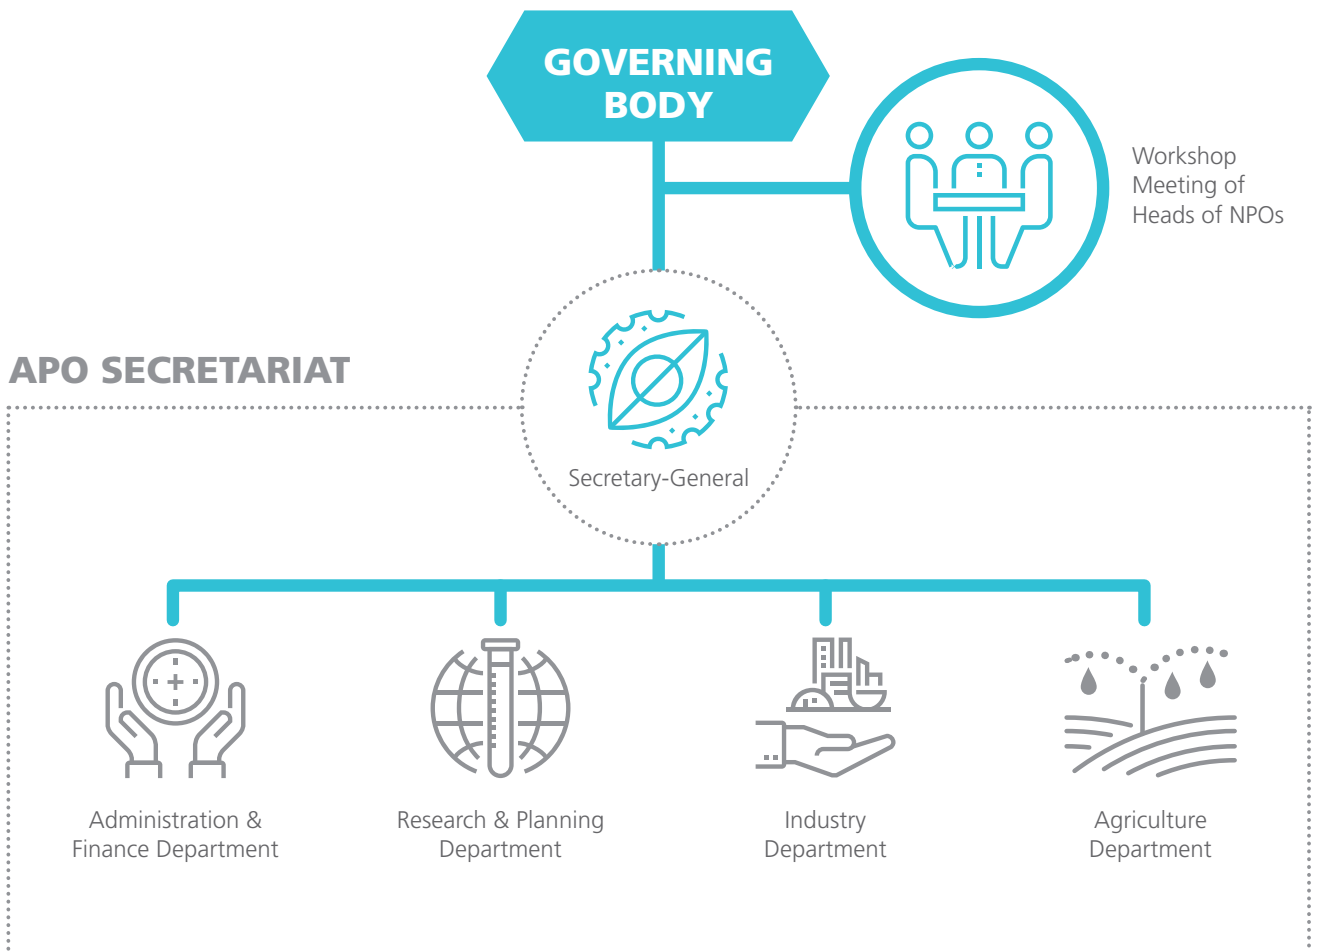 GOVERNING
BODY
Workshop
Meeting of
Heads of NPOs
APO SECRETARIAT
Secretary-General
Administration &
Finance Department
Research & Planning
Department
Industry
Department
Agriculture
Department